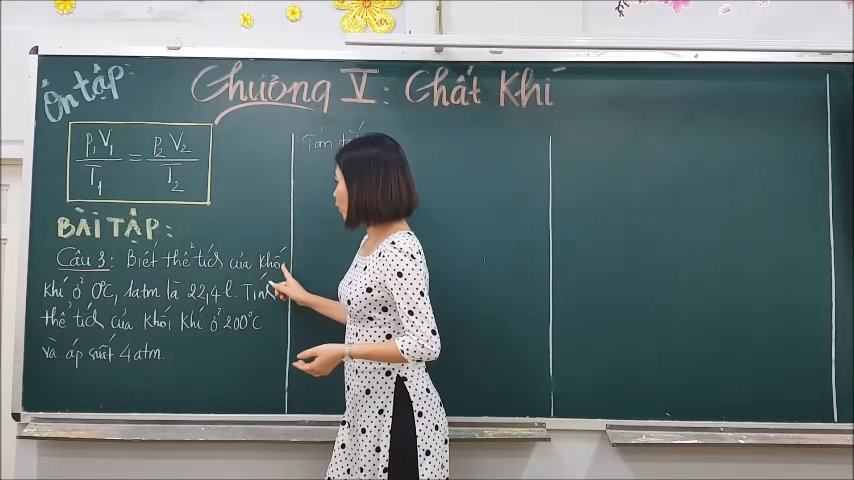 Ôn tập
Chương V : Chất Khí
P₁V₁ / T₁ = P₂V₂ / T₂
BÀI TẬP :
Câu 3 : Biết thể tích của khối
khí ở 0°C, 1atm là 22,4 l. Tính
thể tích của khối khí ở 200°C
và áp suất 4atm.
Tóm